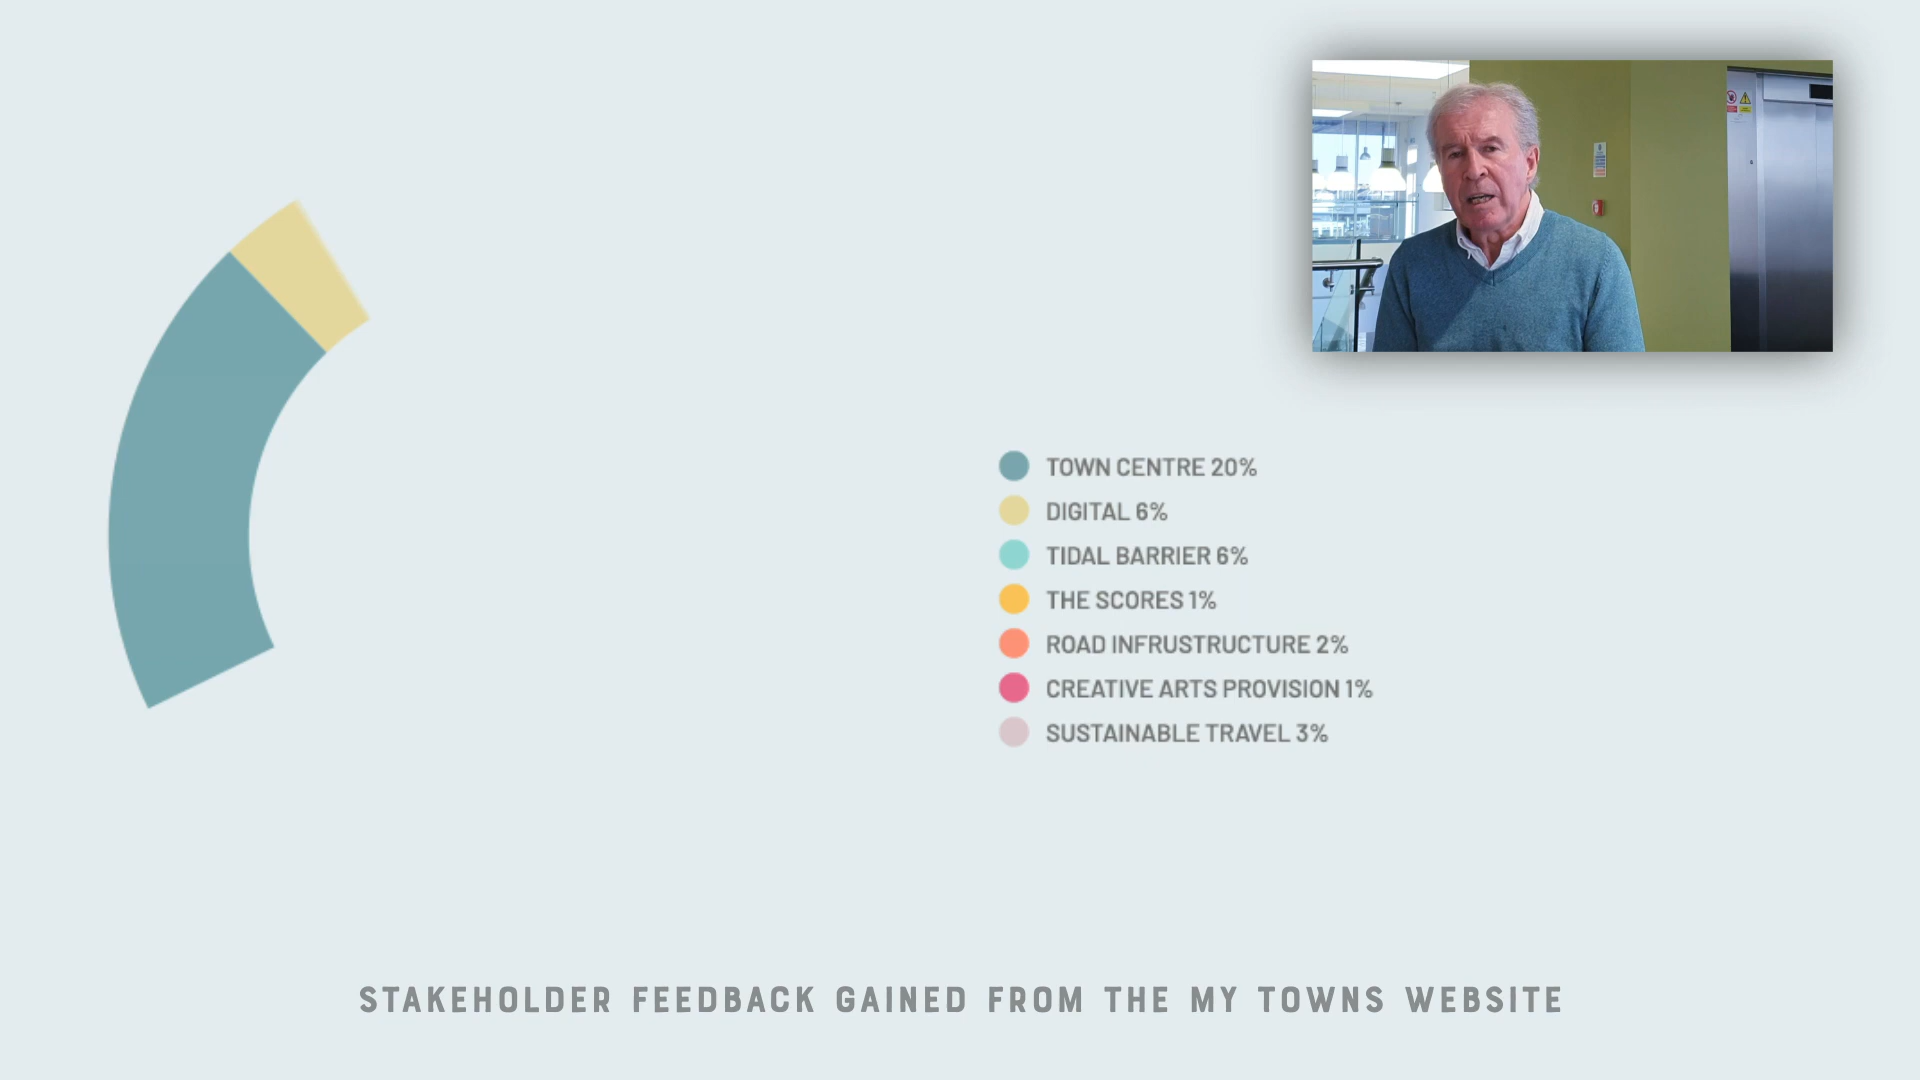 TOWN CENTRE 20%
DIGITAL 6%
TIDAL BARRIER 6%
THE SCORES 1%
ROAD INFRUSTRUCTURE 2%
CREATIVE ARTS PROVISION 1%
SUSTAINABLE TRAVEL 3%
STAKEHOLDER FEEDBACK GAINED FROM THE MY TOWNS WEBSITE